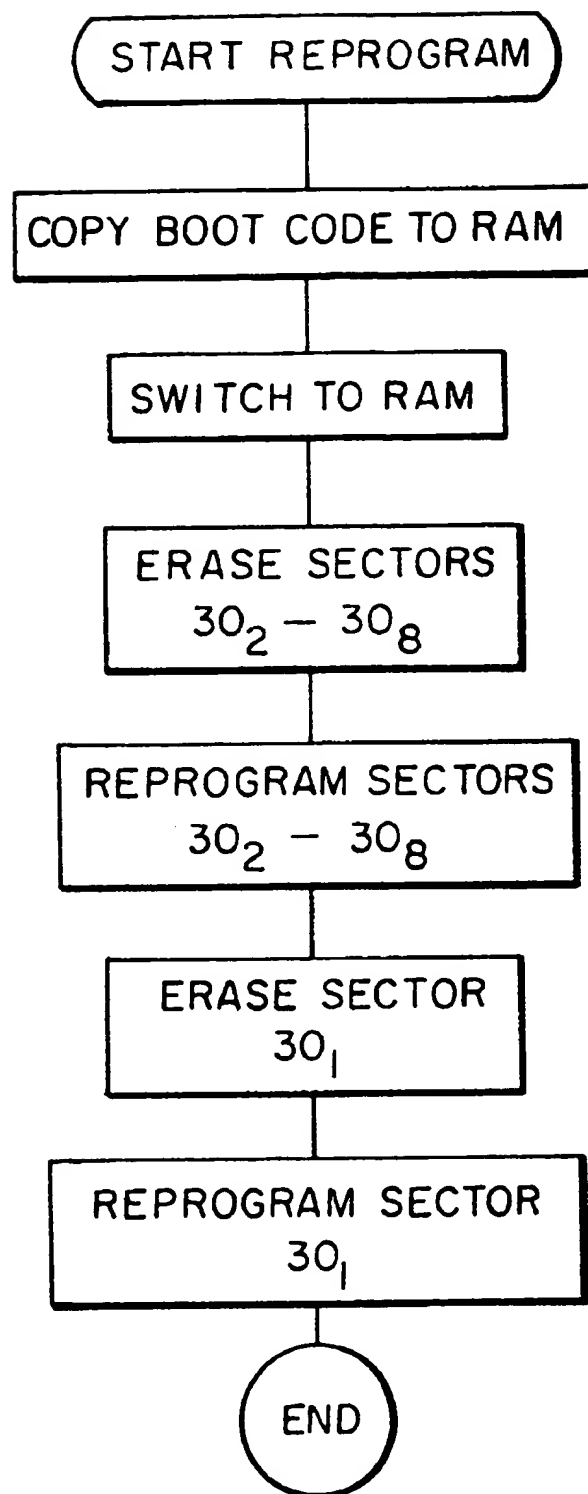 START REPROGRAM
COPY BOOT CODE TO RAM
SWITCH TO RAM
ERASE SECTORS
30₂ — 30₈
REPROGRAM SECTORS
30₂ — 30₈
ERASE SECTOR
30₁
REPROGRAM SECTOR
30₁
END